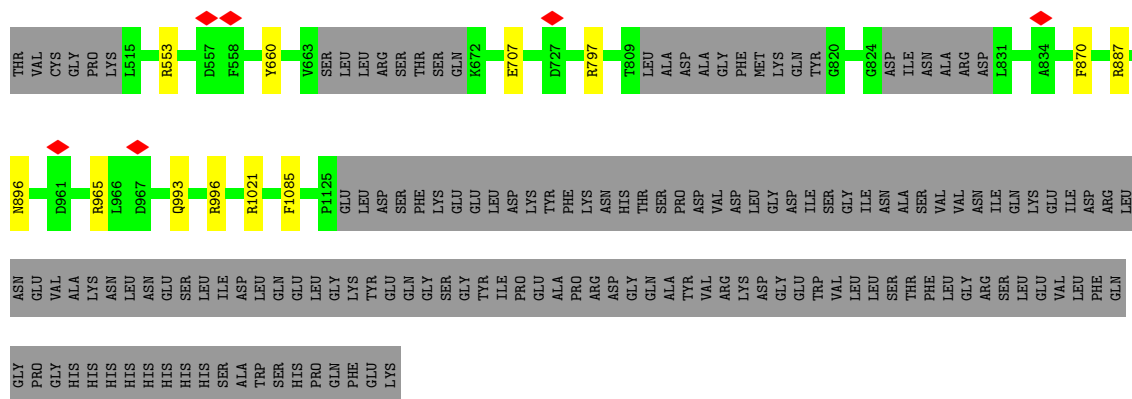 THR VAL CYS GLY PRO LYS L515 R553 D557 F558 Y660 V663 SER LEU LEU ARG SER THR SER GLN K672 E707 D727 R797 T809 LEU ALA ASP ALA GLY PHE MET LYS GLN TYR G820 G824 ASP ILE ASN ALA ARG ASP L831 A834 F870 R887
N896 D961 R965 L966 D967 Q993 R996 R1021 F1085 P1125 GLU LEU ASP SER PHE LYS GLU GLU LEU ASP LYS TYR PHE LYS ASN HIS THR SER PRO ASP VAL ASP LEU GLY ASP ILE SER GLY ILE ASN ALA SER VAL VAL ASN ILE GLN LYS GLU ILE ASP ARG LEU
ASN GLU VAL ALA LYS ASN LEU ASN GLU SER LEU ILE ASP LEU GLN GLU LEU GLY LYS TYR GLU GLN GLY SER GLY TYR ILE PRO GLU ALA PRO ARG ASP GLY GLN ALA TYR VAL ARG LYS ASP GLY GLU TRP VAL LEU LEU SER THR PHE LEU GLY ARG SER LEU GLU VAL LEU PHE GLN
GLY PRO GLY HIS HIS HIS HIS HIS HIS HIS HIS SER ALA TRP SER HIS PRO GLN PHE GLU LYS